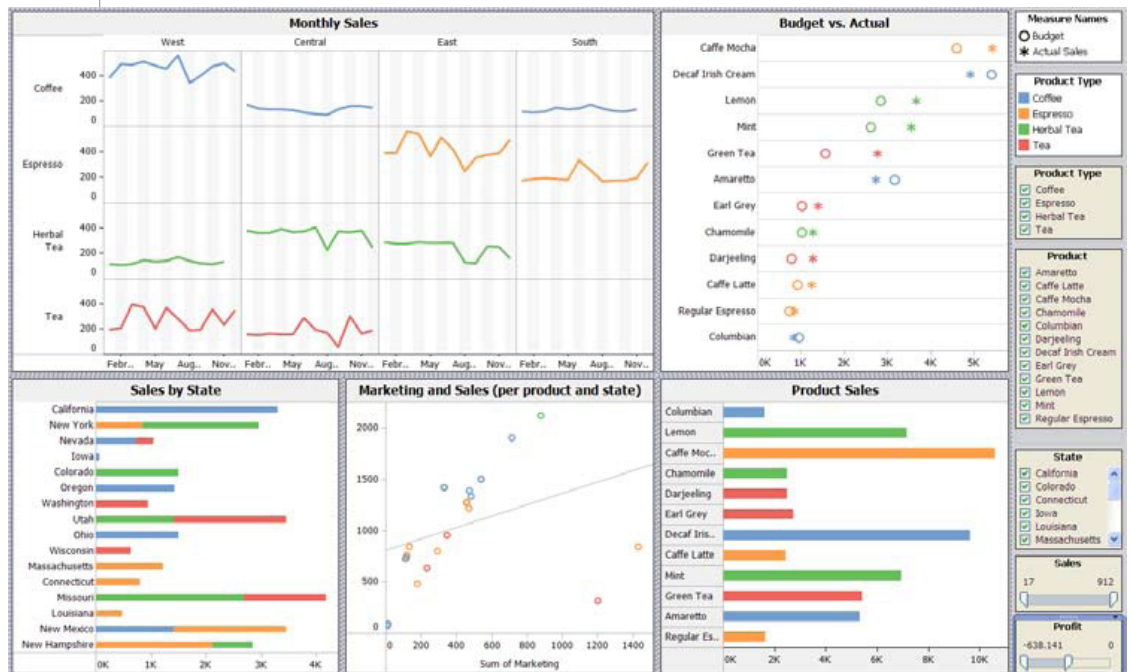 Monthly Sales
West Central East South
Coffee
400
200
0
Espresso
400
200
0
Herbal
Tea
400
200
0
Tea
400
200
0
Febr.. May Aug.. Nov.. Febr.. May Aug.. Nov.. Febr.. May Aug.. Nov.. Febr.. May Aug.. Nov..
Budget vs. Actual
Caffe Mocha
Decaf Irish Cream
Lemon
Mint
Green Tea
Amaretto
Earl Grey
Chamomile
Darjeeling
Caffe Latte
Regular Espresso
Columbian
0K 1K 2K 3K 4K 5K
Measure Names
Budget
Actual Sales
Product Type
Coffee
Espresso
Herbal Tea
Tea
Product Type
Coffee
Espresso
Herbal Tea
Tea
Product
Amaretto
Caffe Latte
Caffe Mocha
Chamomile
Columbian
Darjeeling
Decaf Irish Cream
Earl Grey
Green Tea
Lemon
Mint
Regular Espresso
State
California
Colorado
Connecticut
Iowa
Louisiana
Massachusetts
Sales
17 912
Profit
-638.141 0
Sales by State
California
New York
Nevada
Iowa
Colorado
Oregon
Washington
Utah
Ohio
Wisconsin
Massachusetts
Connecticut
Missouri
Louisiana
New Mexico
New Hampshire
0K 1K 2K 3K 4K
Marketing and Sales (per product and state)
2000
1500
1000
500
0
0 200 400 600 800 1000 1200 1400
Sum of Marketing
Product Sales
Columbian
Lemon
Caffe Moc..
Chamomile
Darjeeling
Earl Grey
Decaf Iris..
Caffe Latte
Mint
Green Tea
Amaretto
Regular Es..
0K 2K 4K 6K 8K 10K